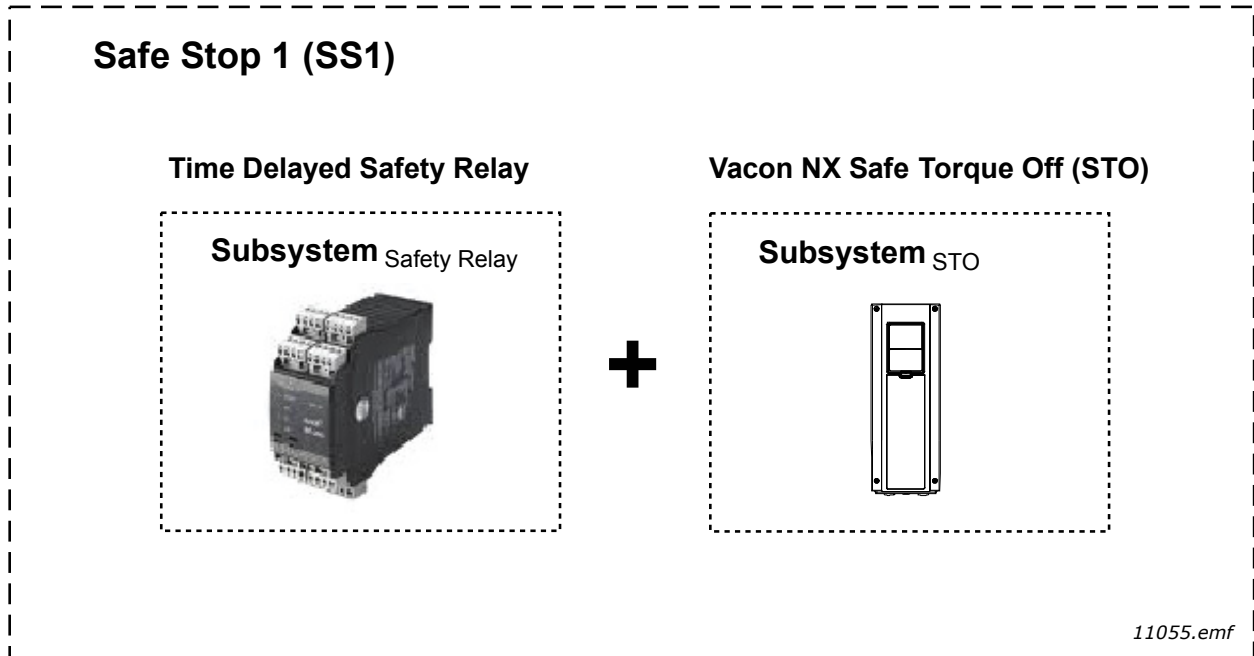 Safe Stop 1 (SS1)
Time Delayed Safety Relay
Vacon NX Safe Torque Off (STO)
Subsystem Safety Relay
Subsystem STO
+
11055.emf